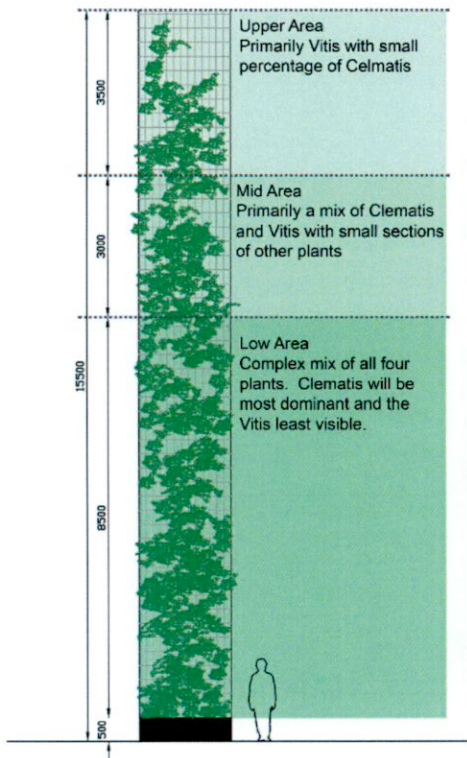 Upper Area
Primarily Vitis with small
percentage of Celmatis
3500
Mid Area
Primarily a mix of Clematis
and Vitis with small sections
of other plants
3000
Low Area
Complex mix of all four
plants. Clematis will be
most dominant and the
Vitis least visible.
15500
8500
500